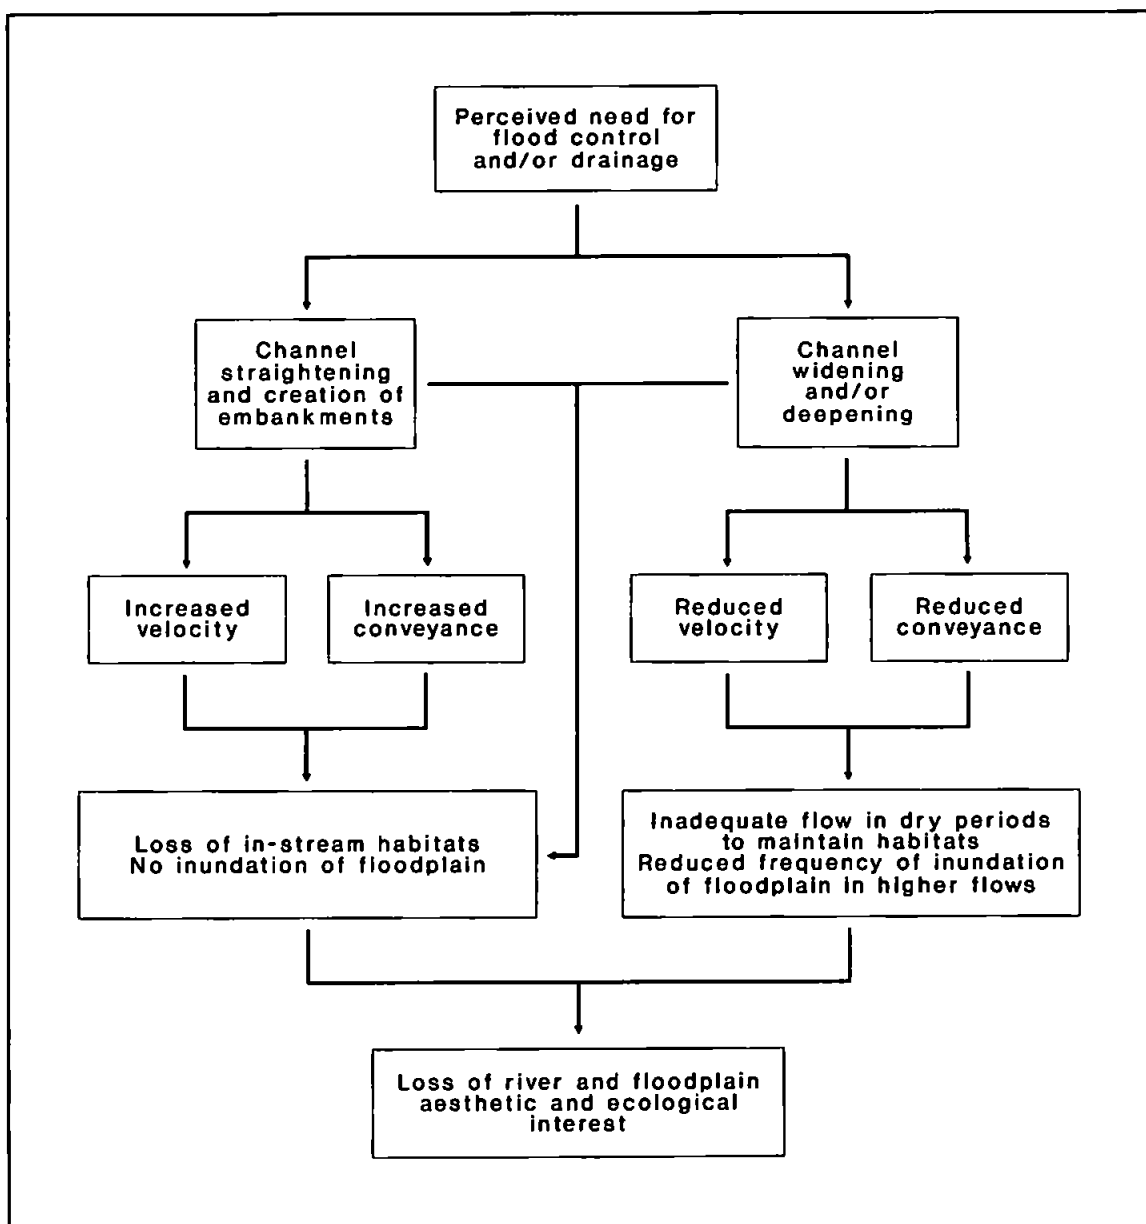 Perceived need for
flood control
and/or drainage
Channel
straightening
and creation of
embankments
Channel
widening
and/or
deepening
Increased
velocity
Increased
conveyance
Reduced
velocity
Reduced
conveyance
Loss of in-stream habitats
No inundation of floodplain
Inadequate flow in dry periods
to maintain habitats
Reduced frequency of inundation
of floodplain in higher flows
Loss of river and floodplain
aesthetic and ecological
interest